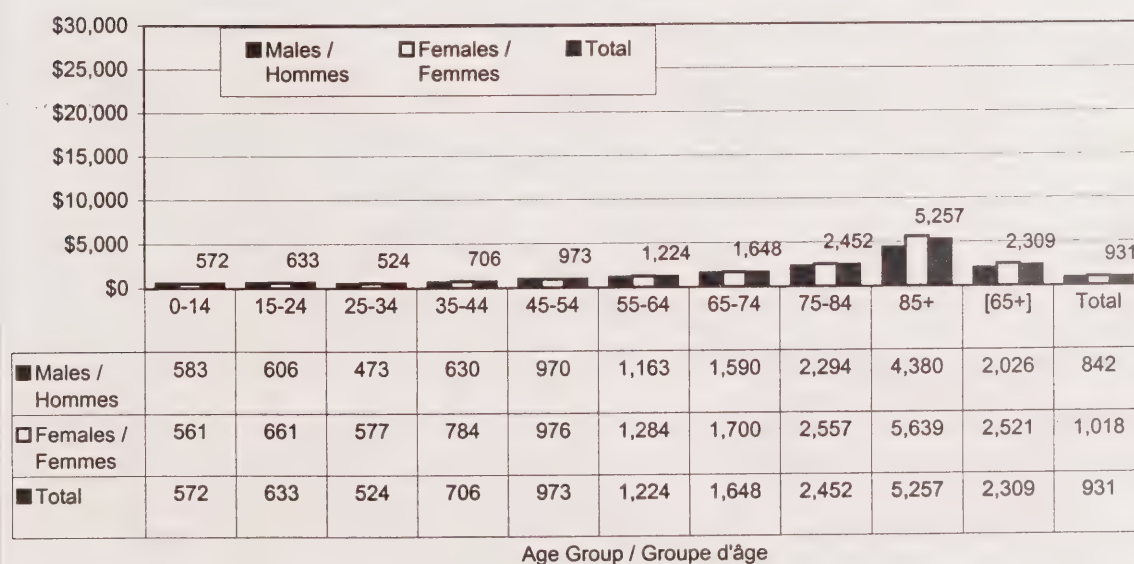 $30,000
$25,000
$20,000
$15,000
$10,000
$5,000
$0
Males / Females / Total
Hommes Femmes
572 633 524 706 973 1,224 1,648 2,452 5,257 2,309 931
0-14 15-24 25-34 35-44 45-54 55-64 65-74 75-84 85+ [65+] Total
Males / 583 606 473 630 970 1,163 1,590 2,294 4,380 2,026 842
Hommes
Females / 561 661 577 784 976 1,284 1,700 2,557 5,639 2,521 1,018
Femmes
Total 572 633 524 706 973 1,224 1,648 2,452 5,257 2,309 931
Age Group / Groupe d'âge